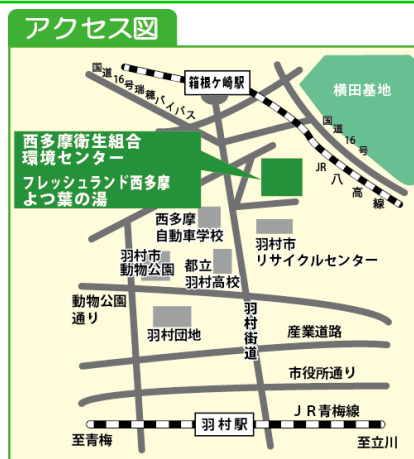 アクセス図
箱根ケ崎駅
国道16号瑞穂バイパス
横田基地
国道16号
JR八高線
西多摩衛生組合
環境センター
フレッシュランド西多摩
よつ葉の湯
西多摩
自動車学校
羽村市
リサイクルセンター
羽村市
動物公園
都立
羽村高校
動物公園
通り
羽村団地
羽村街道
産業道路
市役所通り
JR青梅線
羽村駅
至青梅
至立川